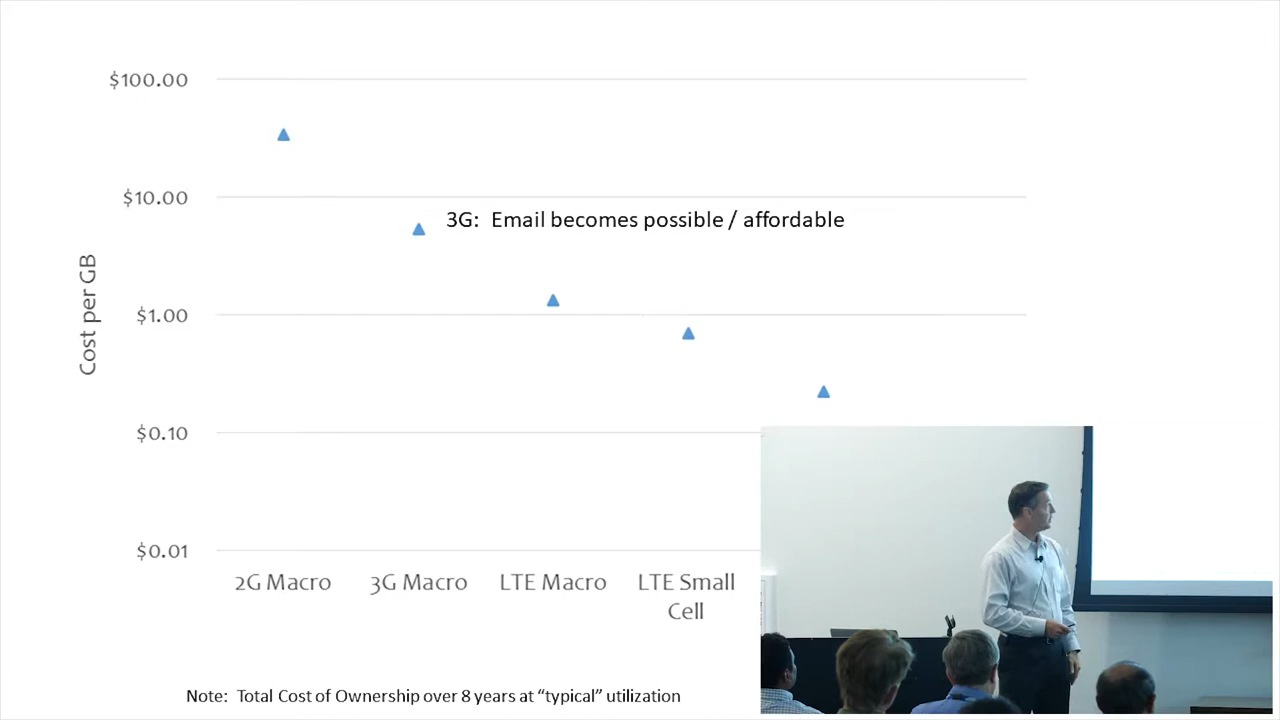 $100.00
$10.00
3G: Email becomes possible / affordable
Cost per GB
$1.00
$0.10
$0.01
2G Macro
3G Macro
LTE Macro
LTE Small
Cell
Note: Total Cost of Ownership over 8 years at “typical” utilization